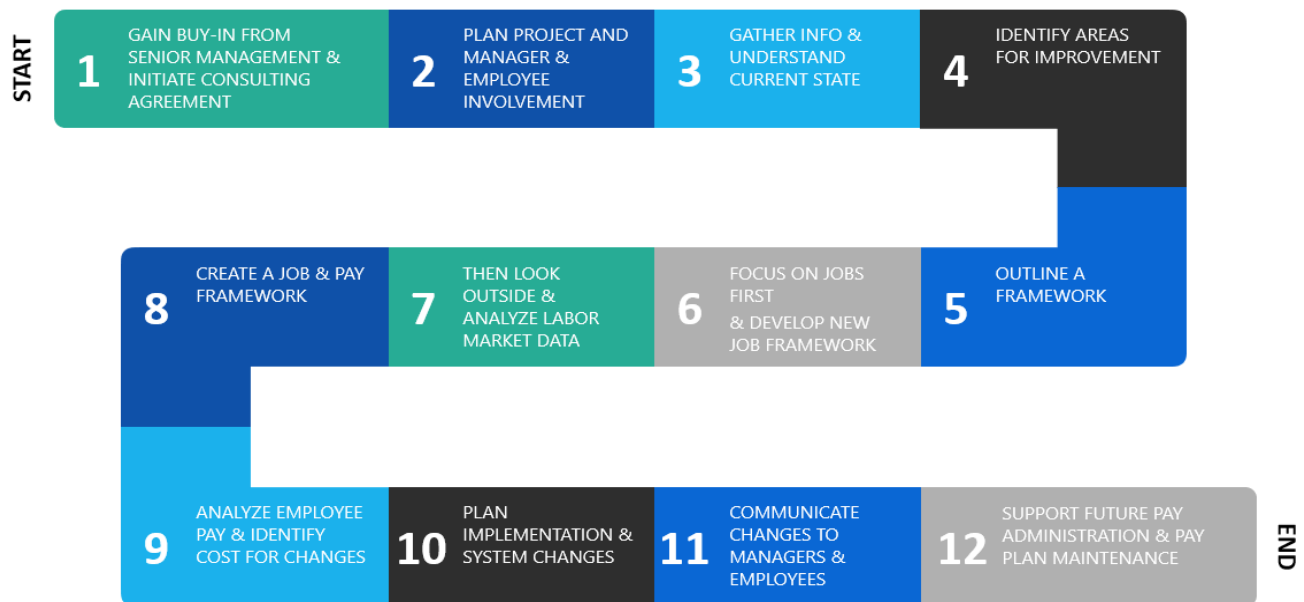 START
1
GAIN BUY-IN FROM
SENIOR MANAGEMENT &
INITIATE CONSULTING
AGREEMENT
2
PLAN PROJECT AND
MANAGER &
EMPLOYEE
INVOLVEMENT
3
GATHER INFO &
UNDERSTAND
CURRENT STATE
4
IDENTIFY AREAS
FOR IMPROVEMENT
5
OUTLINE A
FRAMEWORK
6
FOCUS ON JOBS
FIRST
& DEVELOP NEW
JOB FRAMEWORK
7
THEN LOOK
OUTSIDE &
ANALYZE LABOR
MARKET DATA
8
CREATE A JOB & PAY
FRAMEWORK
9
ANALYZE EMPLOYEE
PAY & IDENTIFY
COST FOR CHANGES
10
PLAN
IMPLEMENTATION &
SYSTEM CHANGES
11
COMMUNICATE
CHANGES TO
MANAGERS &
EMPLOYEES
12
SUPPORT FUTURE PAY
ADMINISTRATION & PAY
PLAN MAINTENANCE
END